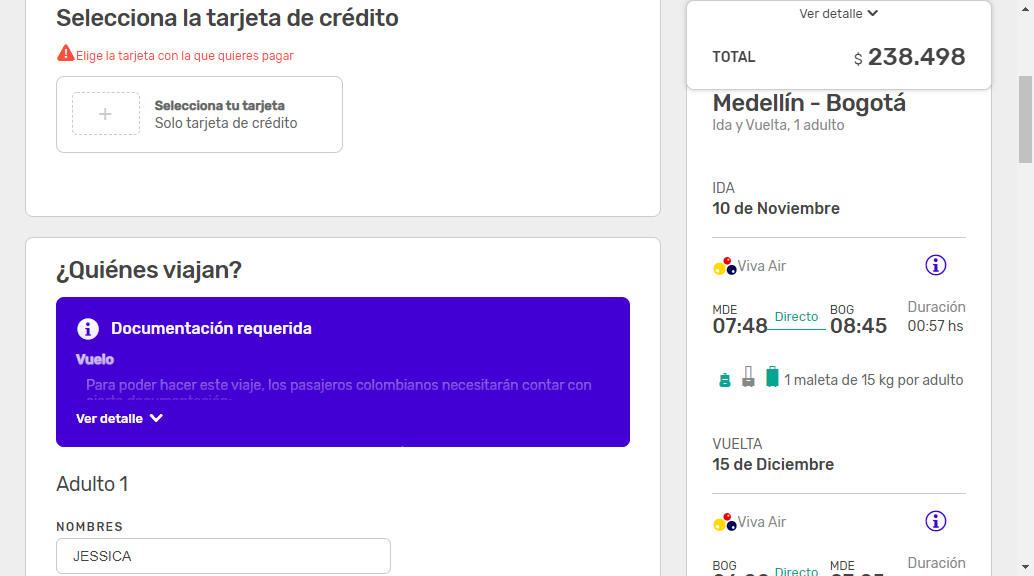 Selecciona la tarjeta de crédito
Elige la tarjeta con la que quieres pagar
Selecciona tu tarjeta
Solo tarjeta de crédito
¿Quiénes viajan?
Documentación requerida
Vuelo
Para poder hacer este viaje, los pasajeros colombianos necesitarán contar con
cierta documentación:
Ver detalle
Adulto 1
NOMBRES
JESSICA
Ver detalle
TOTAL $ 238.498
Medellín - Bogotá
Ida y Vuelta, 1 adulto
IDA
10 de Noviembre
Viva Air
MDE Directo BOG Duración
07:48 08:45 00:57 hs
1 maleta de 15 kg por adulto
VUELTA
15 de Diciembre
Viva Air
BOG Directo MDE Duración